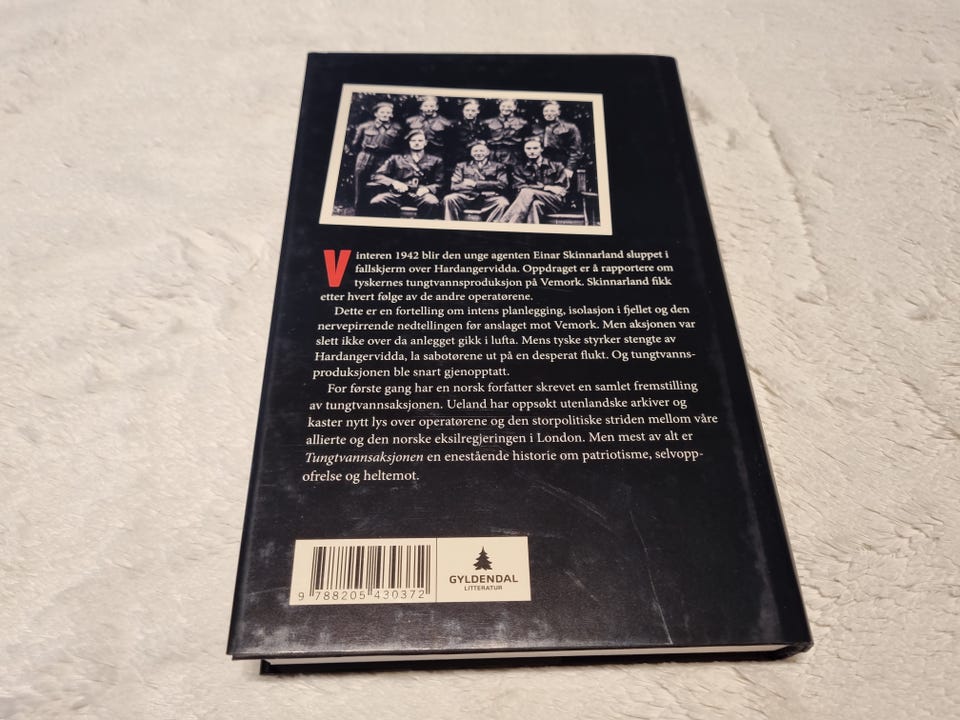 Vinteren 1942 blir den unge agenten Einar Skinnarland sluppet i
fallskjerm over Hardangervidda. Oppdraget er å rapportere om
tyskernes tungtvannsproduksjon på Vemork. Skinnarland fikk
etter hvert følge av de andre operatørene.
Dette er en fortelling om intens planlegging, isolasjon i fjellet og den
nervepirrende nedtellingen før anslaget mot Vemork. Men aksjonen var
slett ikke over da anlegget gikk i lufta. Mens tyske styrker stengte av
Hardangervidda, la sabotørene ut på en desperat flukt. Og tungtvanns-
produksjonen ble snart gjenopptatt.
For første gang har en norsk forfatter skrevet en samlet fremstilling
av tungtvannsaksjonen. Ueland har oppsøkt utenlandske arkiver og
kaster nytt lys over operatørene og den storpolitiske striden mellom våre
allierte og den norske eksilregjeringen i London. Men mest av alt er
Tungtvannsaksjonen en enestående historie om patriotisme, selvopp-
ofrelse og heltemot.
9 788205 430372
GYLDENDAL
LITTERATUR